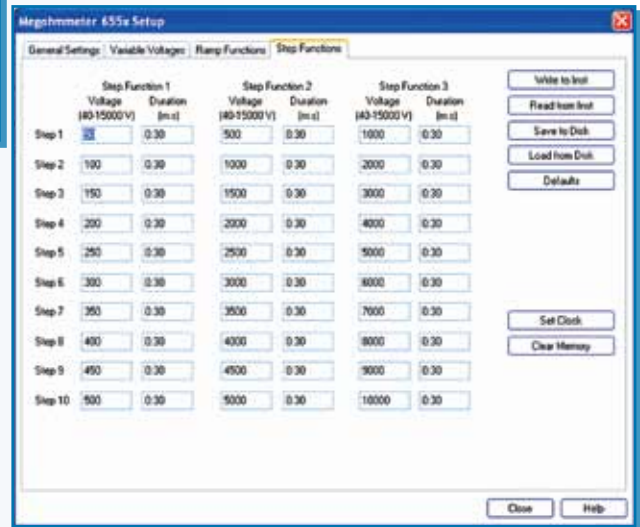 Megohmmeter 655x Setup
General Settings Variable Voltages Ramp Functions Step Functions
Step Function 1 Step Function 2 Step Function 3
Voltage Duration Voltage Duration Voltage Duration
(40-15000 V) (m:s) (40-15000 V) (m:s) (40-15000 V) (m:s)
Step 1 50 0:30 500 0:30 1000 0:30
Step 2 100 0:30 1000 0:30 2000 0:30
Step 3 150 0:30 1500 0:30 3000 0:30
Step 4 200 0:30 2000 0:30 4000 0:30
Step 5 250 0:30 2500 0:30 5000 0:30
Step 6 300 0:30 3000 0:30 6000 0:30
Step 7 350 0:30 3500 0:30 7000 0:30
Step 8 400 0:30 4000 0:30 8000 0:30
Step 9 450 0:30 4500 0:30 9000 0:30
Step 10 500 0:30 5000 0:30 10000 0:30
Write to Inst
Read from Inst
Save to Disk
Load from Disk
Defaults
Set Clock
Clear Memory
Close Help